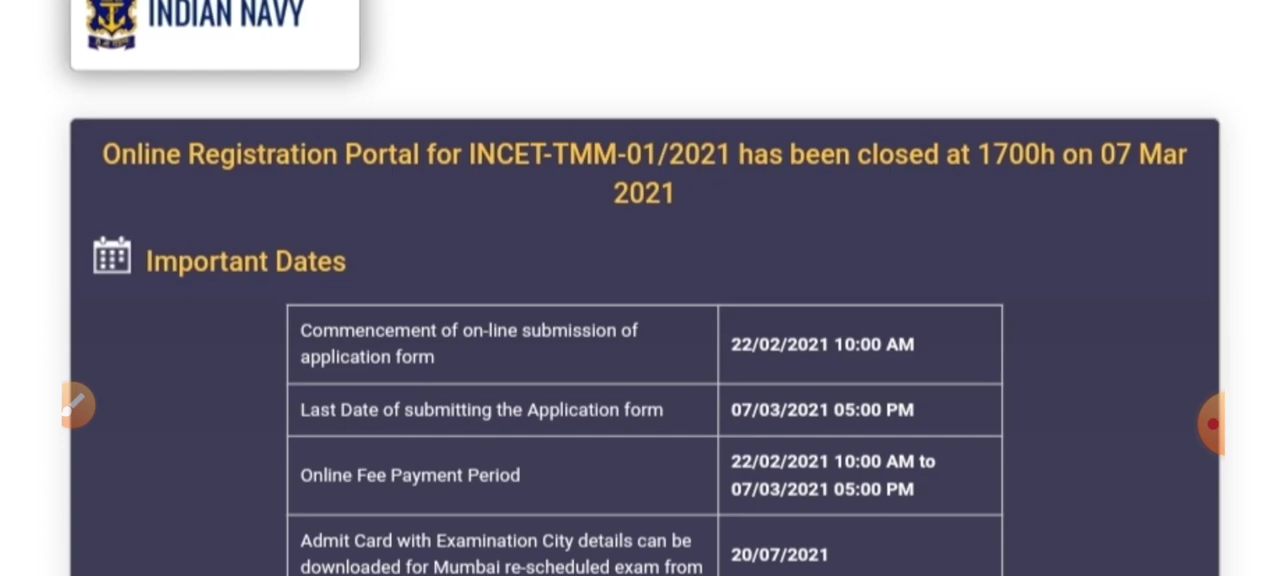 INDIAN NAVY
Online Registration Portal for INCET-TMM-01/2021 has been closed at 1700h on 07 Mar
2021
Important Dates
Commencement of on-line submission of
application form
22/02/2021 10:00 AM
Last Date of submitting the Application form
07/03/2021 05:00 PM
Online Fee Payment Period
22/02/2021 10:00 AM to
07/03/2021 05:00 PM
Admit Card with Examination City details can be
downloaded for Mumbai re-scheduled exam from
20/07/2021